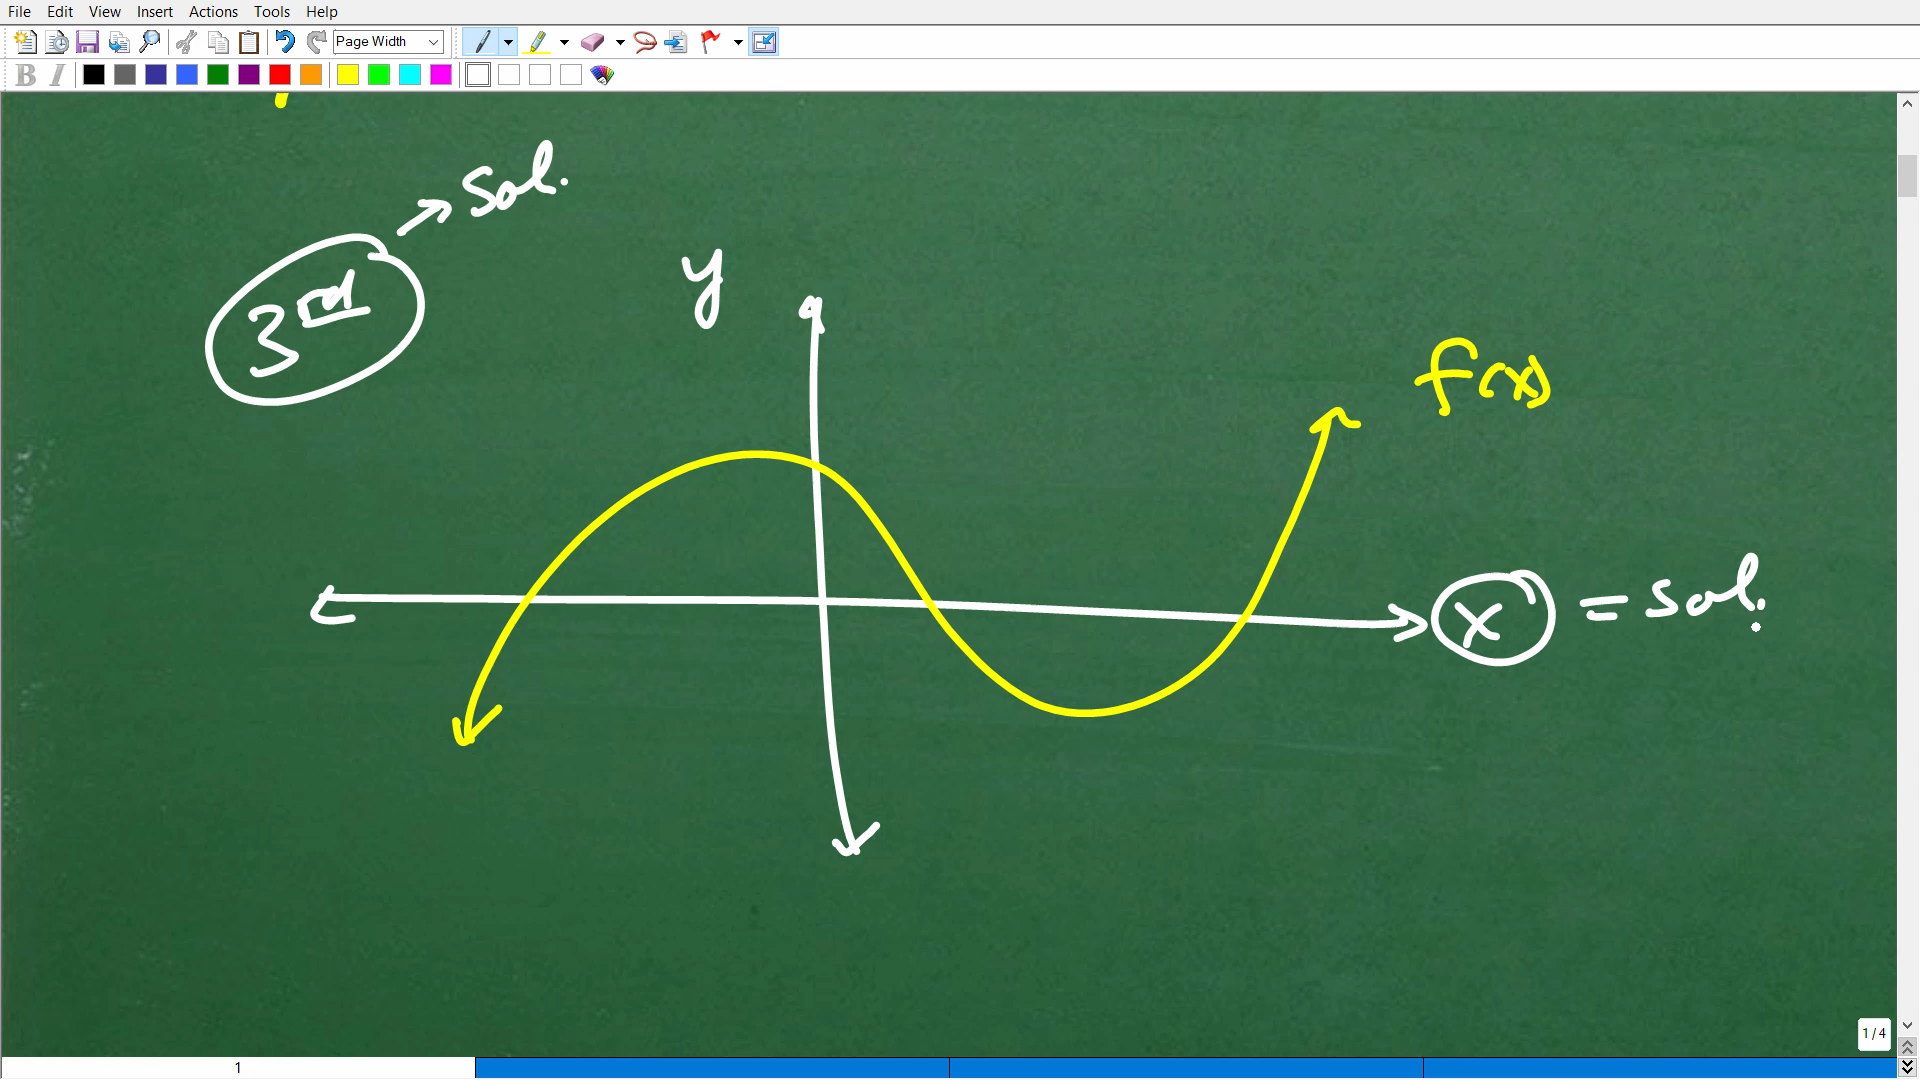 File Edit View Insert Actions Tools Help
Page Width
B I
→ Sol.
3rd
y
f(x)
x = Sol.
1 / 4
1